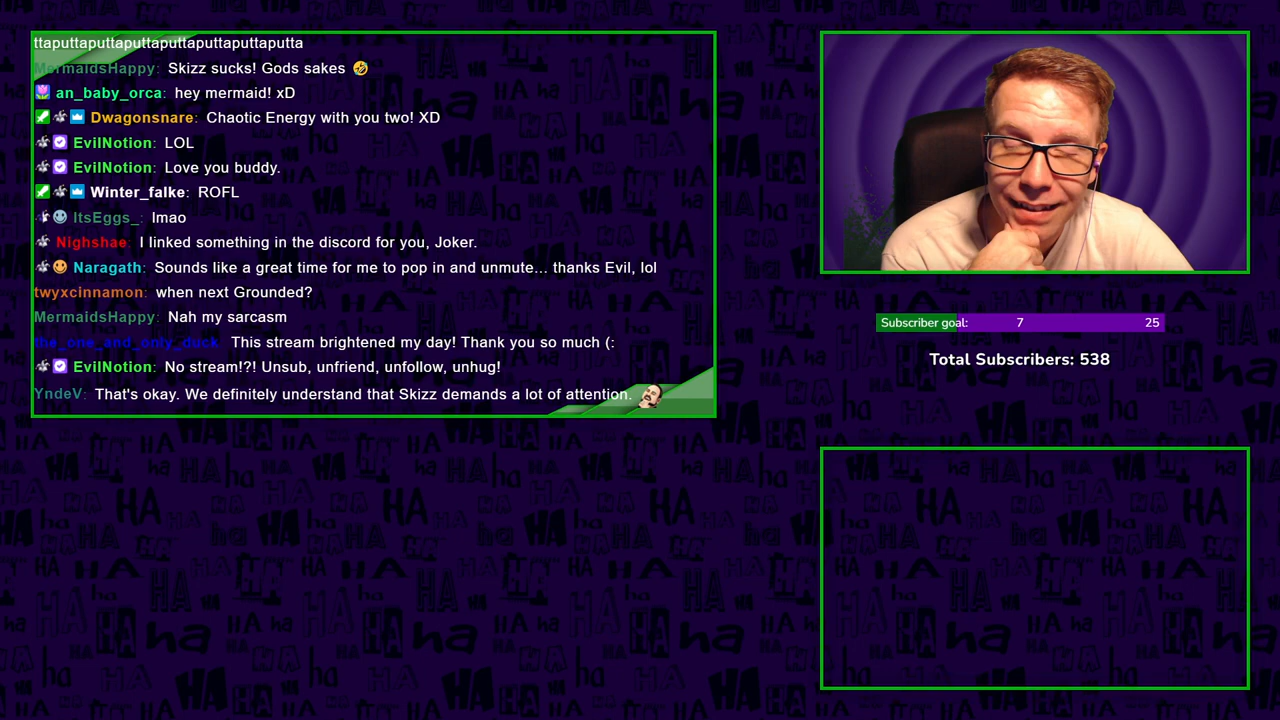 ttaputtaputtaputtaputtaputtaputtaputta
MermaidsHappy: Skizz sucks! Gods sakes 🤣
an_baby_orca: hey mermaid! xD
Dwagonsnare: Chaotic Energy with you two! XD
EvilNotion: LOL
EvilNotion: Love you buddy.
Winter_falke: ROFL
ItsEggs_: lmao
Nighshae: I linked something in the discord for you, Joker.
Naragath: Sounds like a great time for me to pop in and unmute... thanks Evil, lol
twyxcinnamon: when next Grounded?
MermaidsHappy: Nah my sarcasm
the_one_and_only_duck: This stream brightened my day! Thank you so much (:
EvilNotion: No stream!?! Unsub, unfriend, unfollow, unhug!
YndeV: That's okay. We definitely understand that Skizz demands a lot of attention.
Subscriber goal: 7 25
Total Subscribers: 538